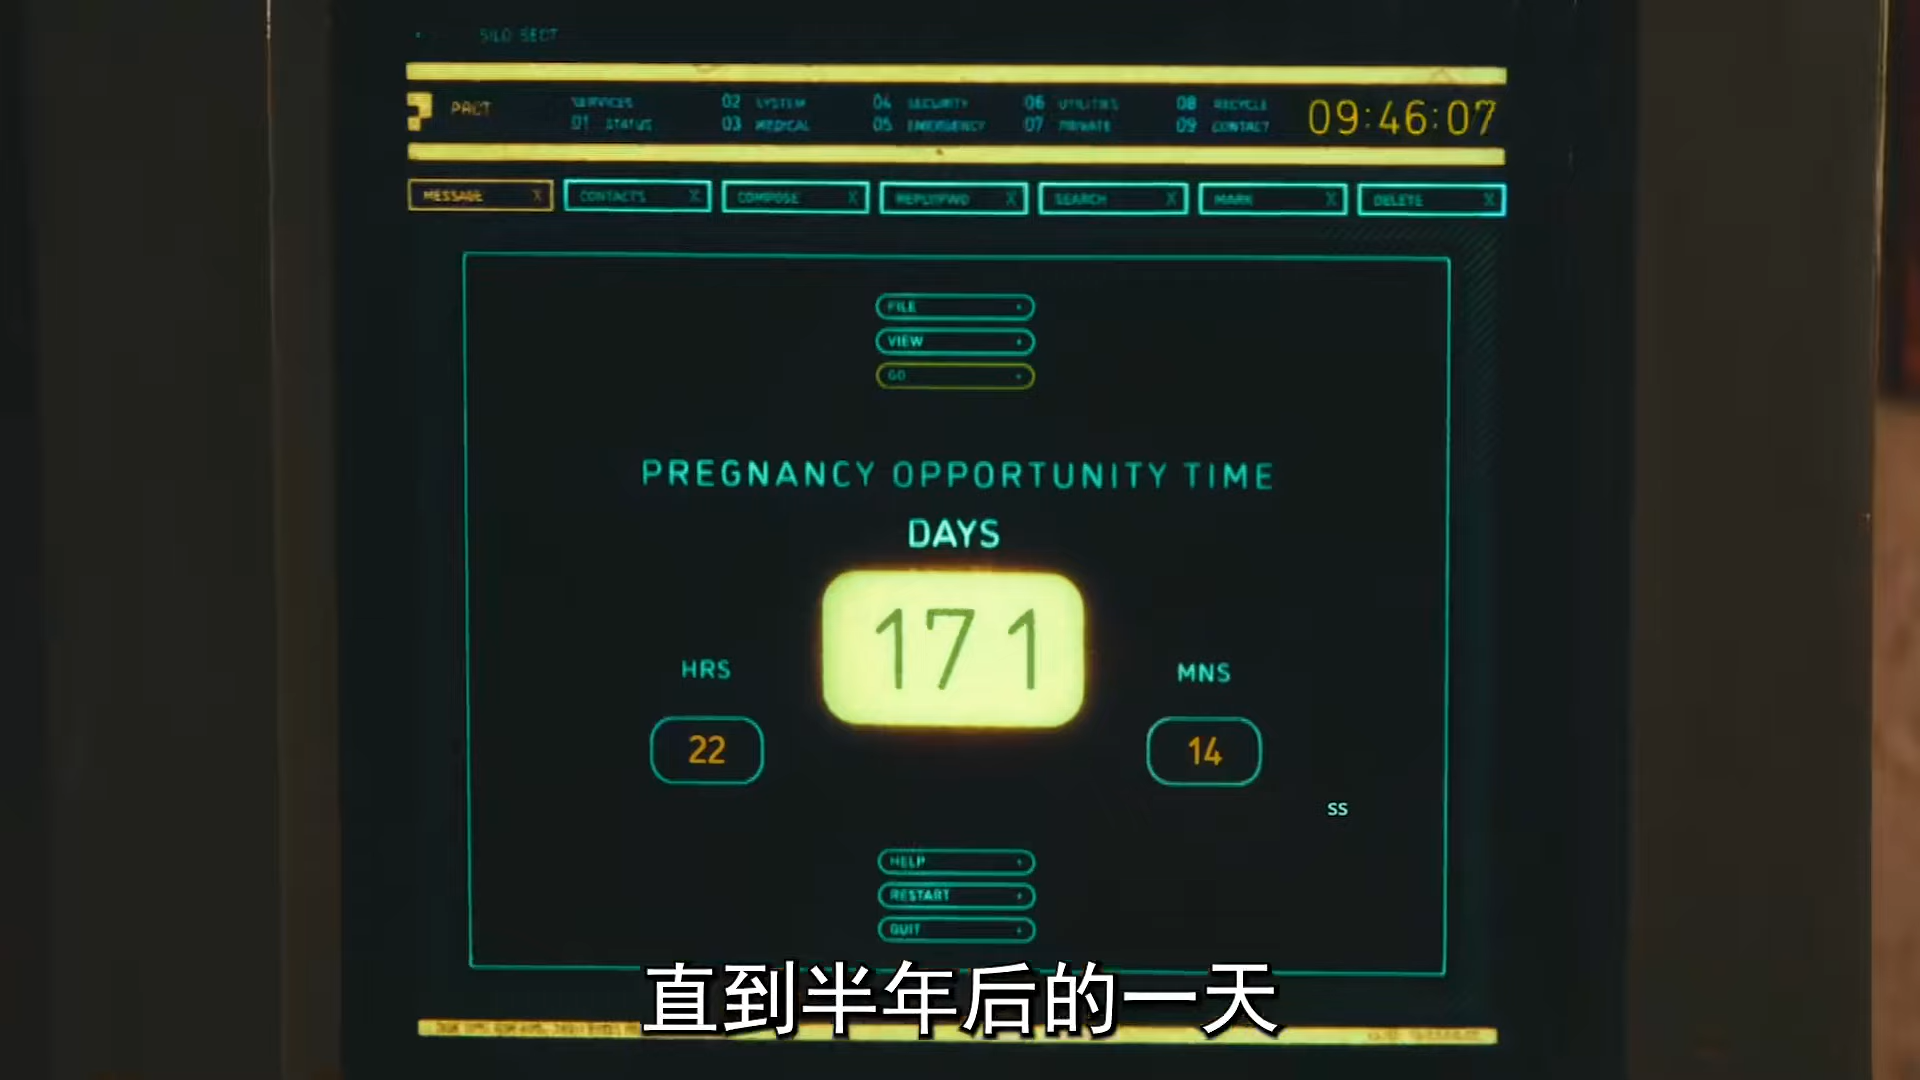 SILO SECT
PACT
SERVICES 02 SYSTEM 04 SECURITY 06 UTILITIES 08 RECYCLE
01 STATUS 03 MEDICAL 05 EMERGENCY 07 PRIVATE 09 CONTACT
09:46:07
MESSAGE X CONTACTS X COMPOSE X REPLY/FWD X SEARCH X MARK X DELETE X
FILE
VIEW
GO
PREGNANCY OPPORTUNITY TIME
DAYS
171
HRS MNS
22 14
SS
HELP
RESTART
QUIT
直到半年后的一天